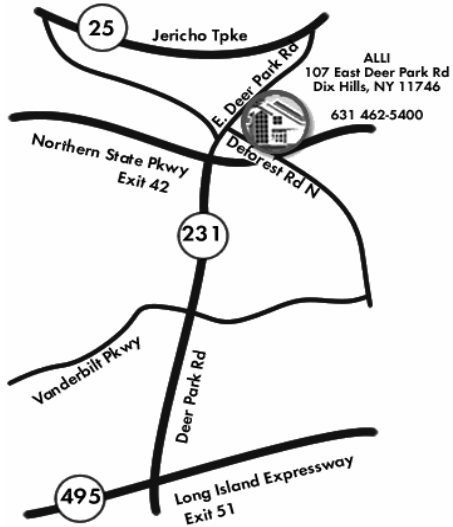 25
Jericho Tpke
E. Deer Park Rd
ALLI
107 East Deer Park Rd
Dix Hills, NY 11746
631 462-5400
Northern State Pkwy
Exit 42
Deforest Rd N
231
Vanderbilt Pkwy
Deer Park Rd
495
Long Island Expressway
Exit 51